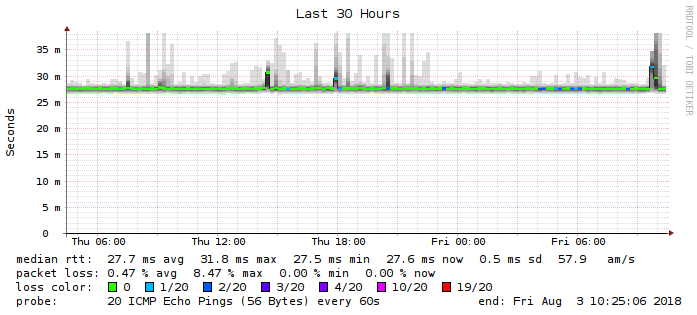 Last 30 Hours
RRDTOOL / TOBI OETIKER
Seconds
35 m
30 m
25 m
20 m
15 m
10 m
5 m
0
Thu 06:00 Thu 12:00 Thu 18:00 Fri 00:00 Fri 06:00
median rtt: 27.7 ms avg 31.8 ms max 27.5 ms min 27.6 ms now 0.5 ms sd 57.9 am/s
packet loss: 0.47 % avg 8.47 % max 0.00 % min 0.00 % now
loss color: 0 1/20 2/20 3/20 4/20 10/20 19/20
probe: 20 ICMP Echo Pings (56 Bytes) every 60s end: Fri Aug 3 10:25:06 2018